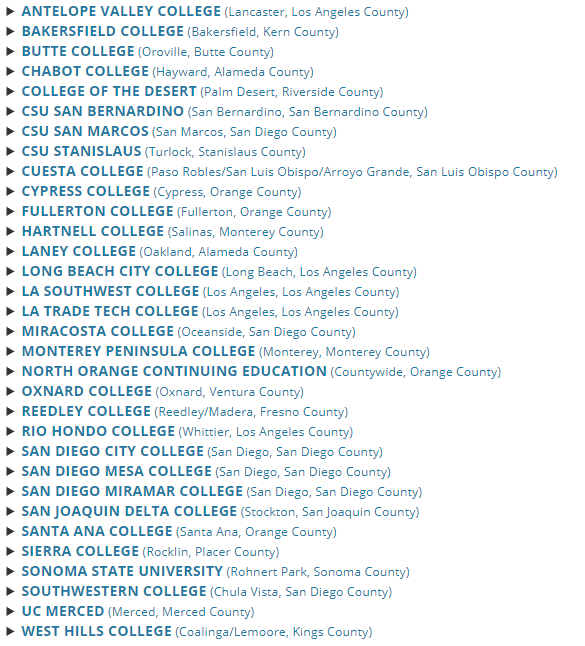 ANTELOPE VALLEY COLLEGE (Lancaster, Los Angeles County)
BAKERSFIELD COLLEGE (Bakersfield, Kern County)
BUTTE COLLEGE (Oroville, Butte County)
CHABOT COLLEGE (Hayward, Alameda County)
COLLEGE OF THE DESERT (Palm Desert, Riverside County)
CSU SAN BERNARDINO (San Bernardino, San Bernardino County)
CSU SAN MARCOS (San Marcos, San Diego County)
CSU STANISLAUS (Turlock, Stanislaus County)
CUESTA COLLEGE (Paso Robles/San Luis Obispo/Arroyo Grande, San Luis Obispo County)
CYPRESS COLLEGE (Cypress, Orange County)
FULLERTON COLLEGE (Fullerton, Orange County)
HARTNELL COLLEGE (Salinas, Monterey County)
LANEY COLLEGE (Oakland, Alameda County)
LONG BEACH CITY COLLEGE (Long Beach, Los Angeles County)
LA SOUTHWEST COLLEGE (Los Angeles, Los Angeles County)
LA TRADE TECH COLLEGE (Los Angeles, Los Angeles County)
MIRACOSTA COLLEGE (Oceanside, San Diego County)
MONTEREY PENINSULA COLLEGE (Monterey, Monterey County)
NORTH ORANGE CONTINUING EDUCATION (Countywide, Orange County)
OXNARD COLLEGE (Oxnard, Ventura County)
REEDLEY COLLEGE (Reedley/Madera, Fresno County)
RIO HONDO COLLEGE (Whittier, Los Angeles County)
SAN DIEGO CITY COLLEGE (San Diego, San Diego County)
SAN DIEGO MESA COLLEGE (San Diego, San Diego County)
SAN DIEGO MIRAMAR COLLEGE (San Diego, San Diego County)
SAN JOAQUIN DELTA COLLEGE (Stockton, San Joaquin County)
SANTA ANA COLLEGE (Santa Ana, Orange County)
SIERRA COLLEGE (Rocklin, Placer County)
SONOMA STATE UNIVERSITY (Rohnert Park, Sonoma County)
SOUTHWESTERN COLLEGE (Chula Vista, San Diego County)
UC MERCED (Merced, Merced County)
WEST HILLS COLLEGE (Coalinga/Lemoore, Kings County)